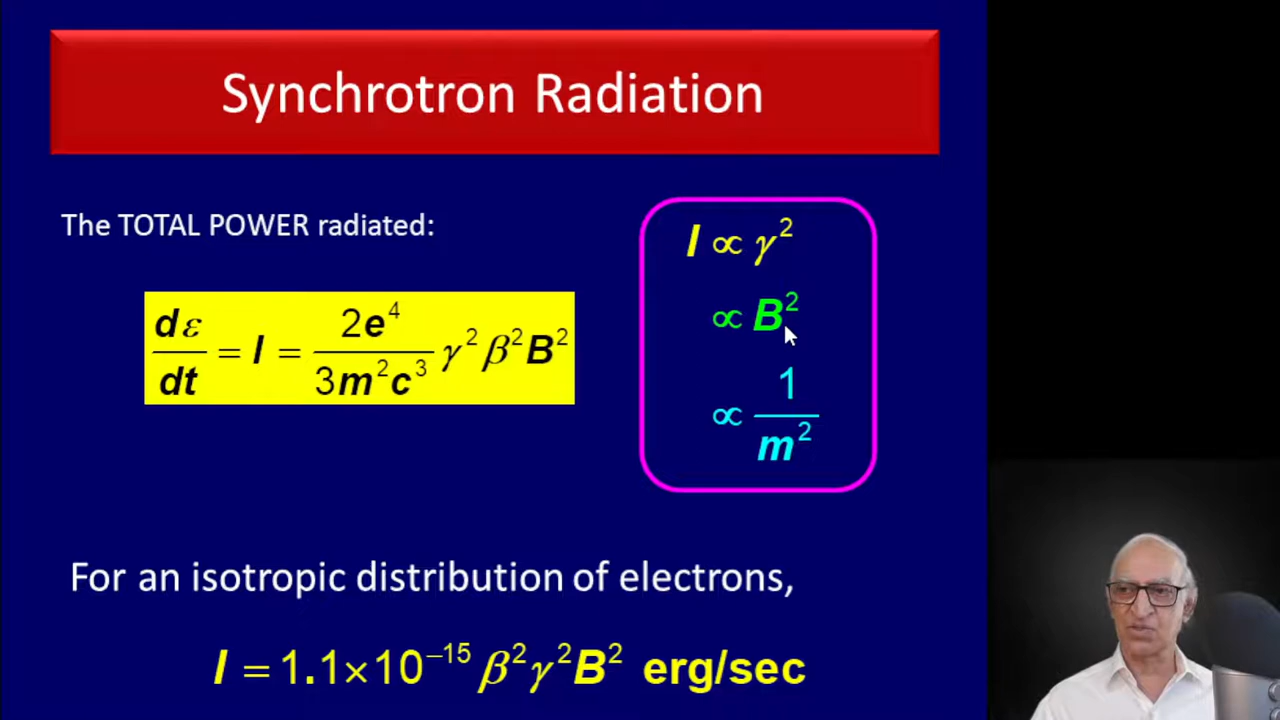 Synchrotron Radiation
The TOTAL POWER radiated:
dε/dt = I = 2e⁴/3m²c³ γ²β²B²
I ∝ γ²
∝ B²
∝ 1/m²
For an isotropic distribution of electrons,
I = 1.1×10⁻¹⁵ β²γ²B² erg/sec